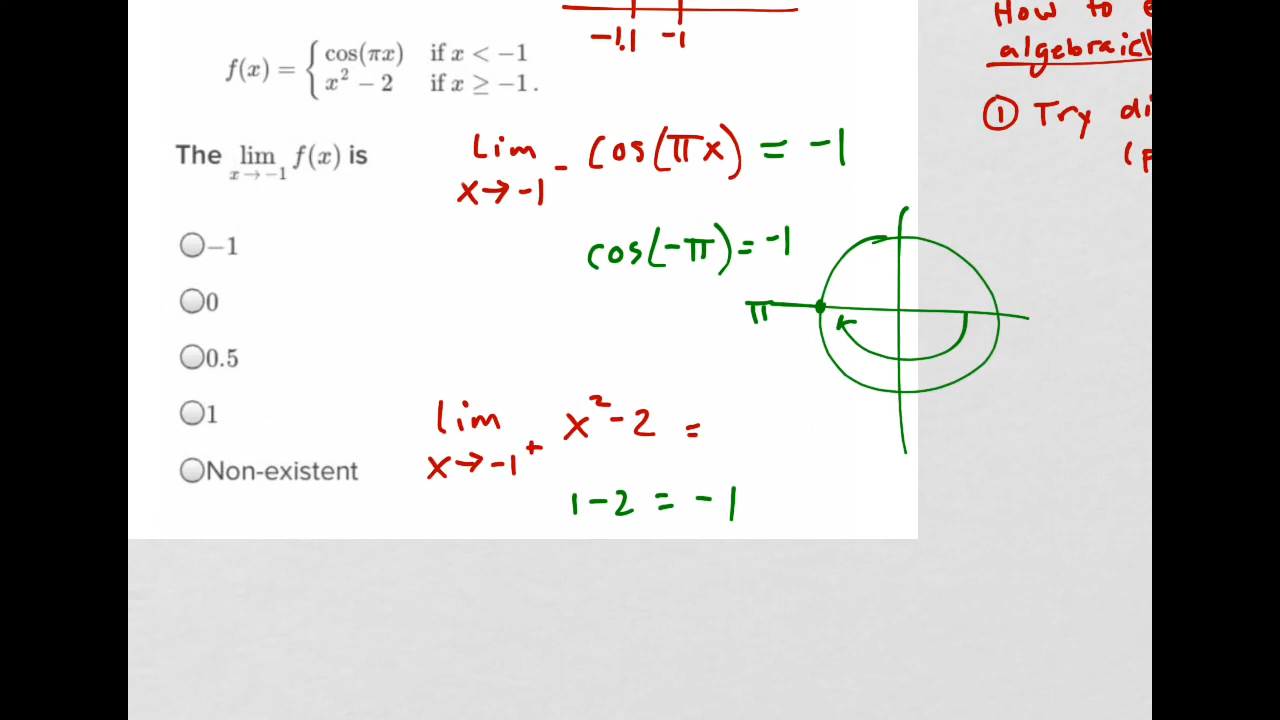 -1.1 -1
How to
algebraicll
① Try di
(p
f(x) = { cos(πx) if x < −1
x² − 2 if x ≥ −1.
The lim x→−1 f(x) is
lim x→-1⁻ cos(πx) = -1
cos(-π) = -1
π
−1
0
0.5
1
Non-existent
lim x→-1⁺ x²-2 =
1-2 = -1